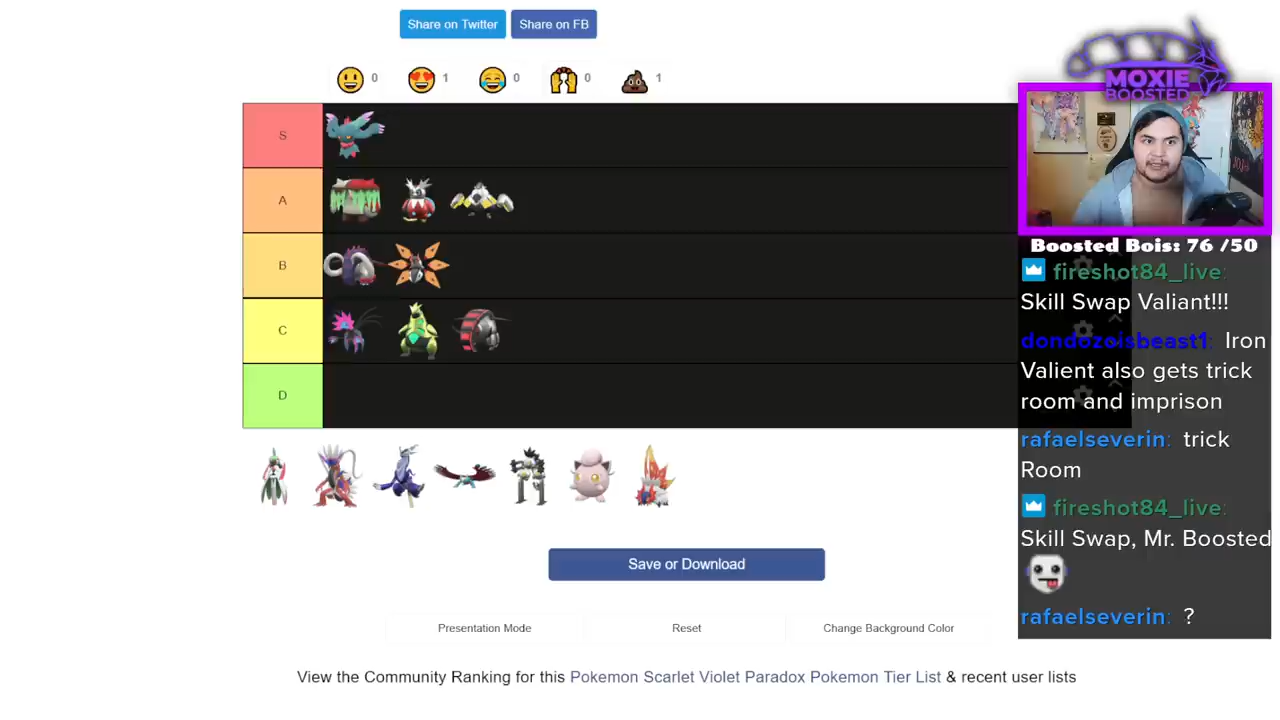 Share on Twitter
Share on FB
0
1
0
0
1
S
A
B
C
D
Save or Download
Presentation Mode
Reset
Change Background Color
View the Community Ranking for this Pokemon Scarlet Violet Paradox Pokemon Tier List & recent user lists
MOXIE
BOOSTED
Boosted Bois: 76 /50
fireshot84_live:
Skill Swap Valiant!!!
dondozoisbeast1: Iron
Valient also gets trick
room and imprison
rafaelseverin: trick
Room
fireshot84_live:
Skill Swap, Mr. Boosted
rafaelseverin: ?